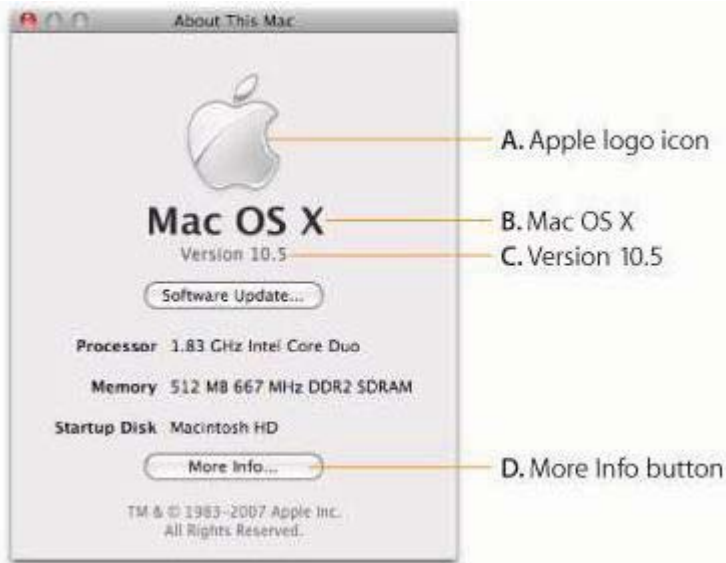 About This Mac
A. Apple logo icon
Mac OS X
B. Mac OS X
Version 10.5
C. Version 10.5
Software Update...
Processor 1.83 GHz Intel Core Duo
Memory 512 MB 667 MHz DDR2 SDRAM
Startup Disk Macintosh HD
More Info...
D. More Info button
TM & © 1983-2007 Apple Inc.
All Rights Reserved.